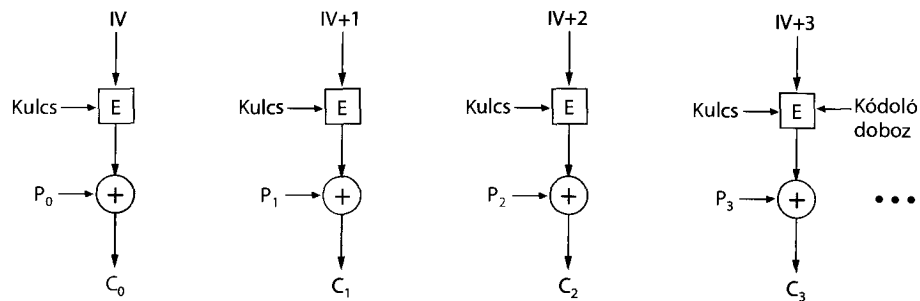 IV IV+1 IV+2 IV+3
Kulcs E Kulcs E Kulcs E Kulcs E Kódoló
doboz
P0 + P1 + P2 + P3 +
C0 C1 C2 C3